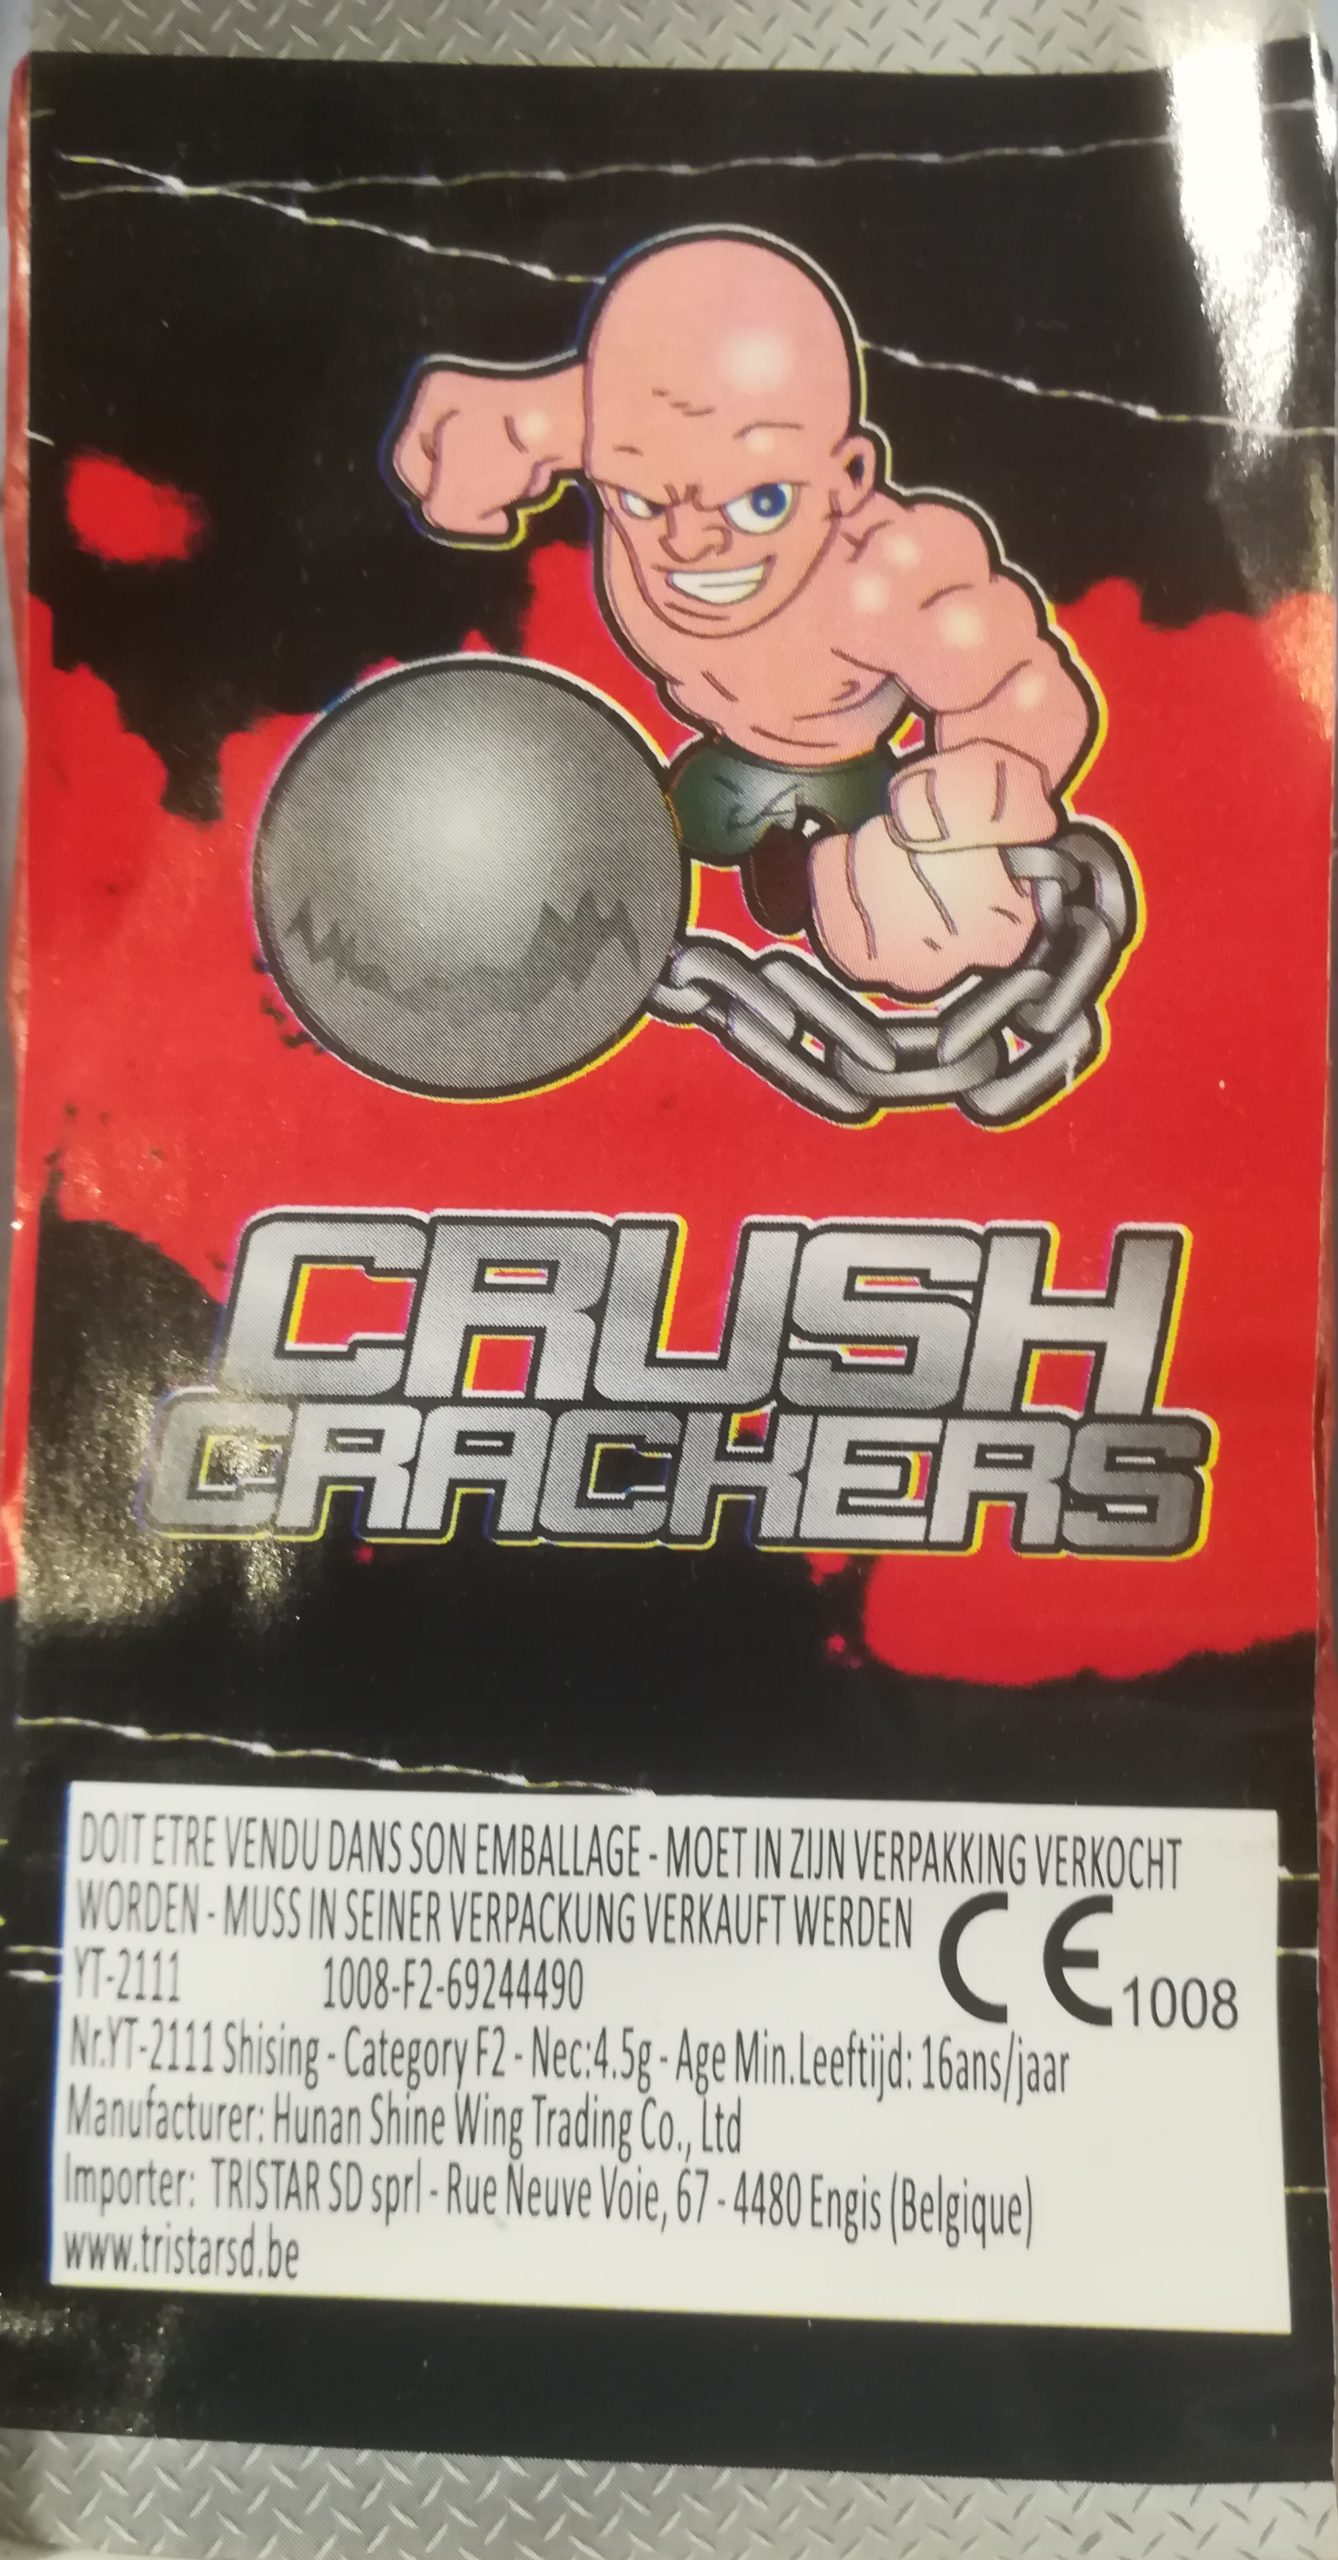 CRUSH
CRACKERS
DOIT ETRE VENDU DANS SON EMBALLAGE - MOET IN ZIJN VERPAKKING VERKOCHT
WORDEN - MUSS IN SEINER VERPACKUNG VERKAUFT WERDEN
CE 1008
YT-2111 1008-F2-69244490
Nr.YT-2111 Shising - Category F2 - Nec:4.5g - Age Min.Leeftijd: 16ans/jaar
Manufacturer: Hunan Shine Wing Trading Co., Ltd
Importer: TRISTAR SD sprl - Rue Neuve Voie, 67 - 4480 Engis (Belgique)
www.tristarsd.be